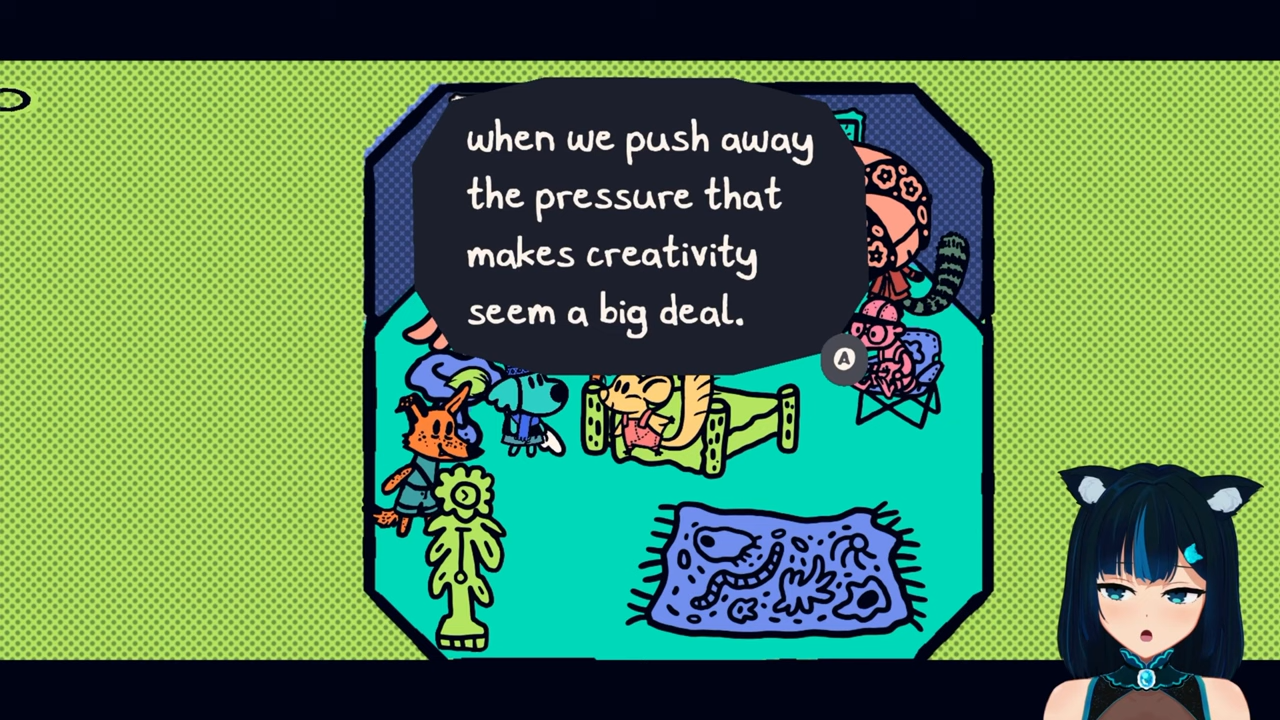 when we push away
the pressure that
makes creativity
seem a big deal.
A